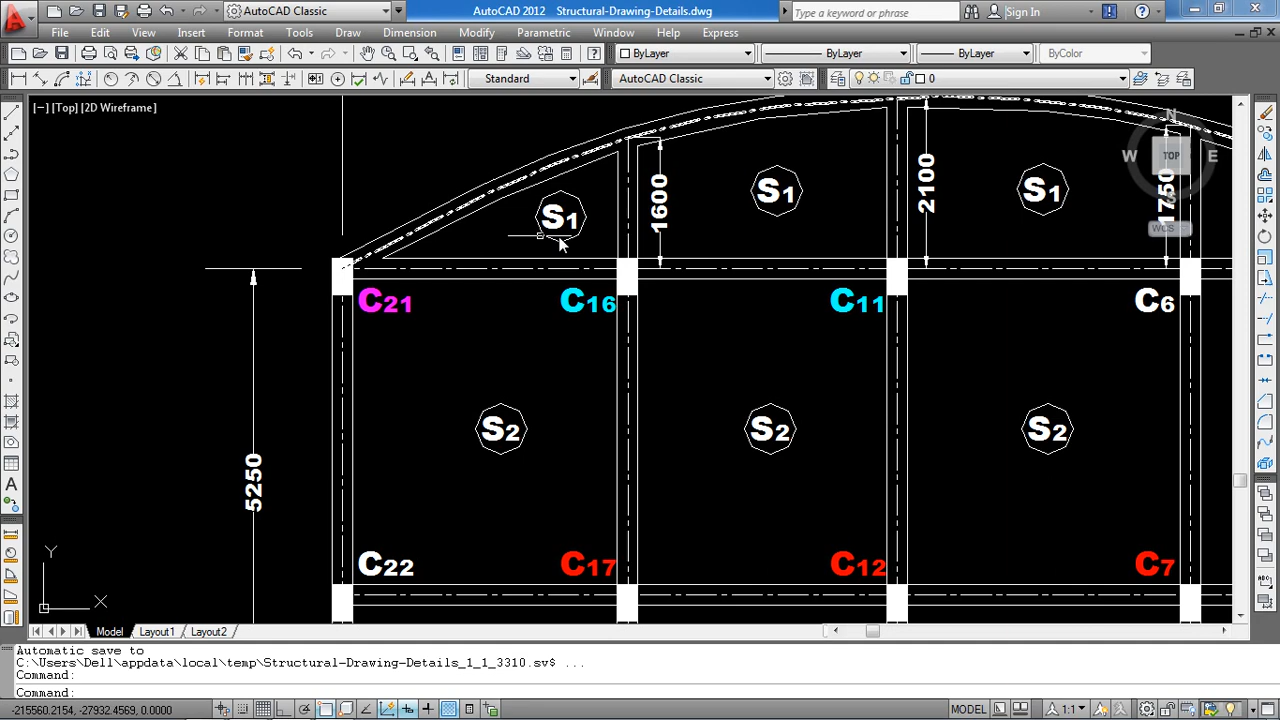 AutoCAD Classic
AutoCAD 2012 Structural-Drawing-Details.dwg
Type a keyword or phrase
Sign In
File Edit View Insert Format Tools Draw Dimension Modify Parametric Window Help Express
ByLayer ByLayer ByLayer ByColor
Standard AutoCAD Classic 0
[−] [Top] [2D Wireframe]
N
W TOP E
S
WCS
S1 S1 S1
1600
2100
1750
C21 C16 C11 C6
S2 S2 S2
5250
C22 C17 C12 C7
Y
X
Model Layout1 Layout2
Automatic save to
C:\Users\Dell\appdata\local\temp\Structural-Drawing-Details_1_1_3310.sv$ ...
Command:
Command:
-215560.2154, -27932.4569, 0.0000
MODEL 1:1